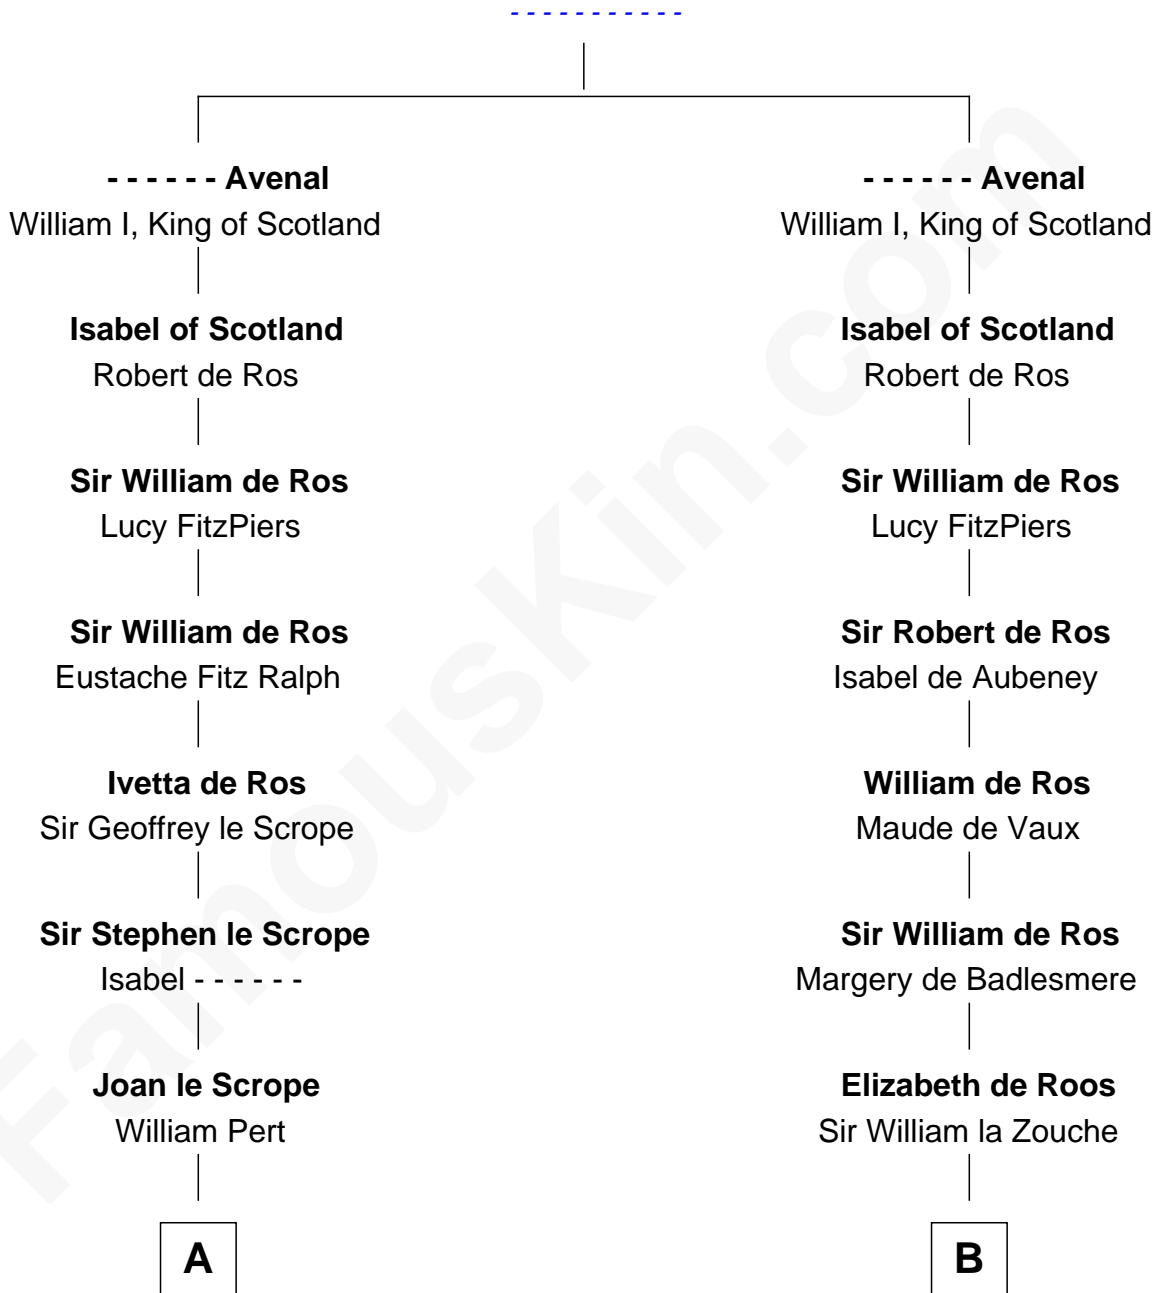 - - - - - - - - - - -
- - - - - - Avenal
William I, King of Scotland
Isabel of Scotland
Robert de Ros
Sir William de Ros
Lucy FitzPiers
Sir William de Ros
Eustache Fitz Ralph
Ivetta de Ros
Sir Geoffrey le Scrope
Sir Stephen le Scrope
Isabel - - - - - -
Joan le Scrope
William Pert
A
- - - - - - Avenal
William I, King of Scotland
Isabel of Scotland
Robert de Ros
Sir William de Ros
Lucy FitzPiers
Sir Robert de Ros
Isabel de Aubeney
William de Ros
Maude de Vaux
Sir William de Ros
Margery de Badlesmere
Elizabeth de Roos
Sir William la Zouche
B
FamousKin.com